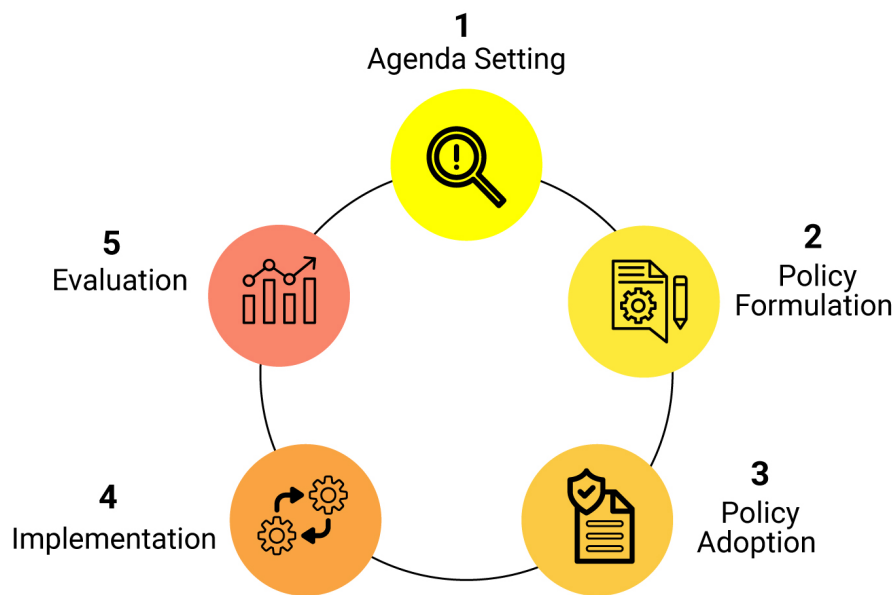 1
Agenda Setting
2
Policy
Formulation
3
Policy
Adoption
4
Implementation
5
Evaluation